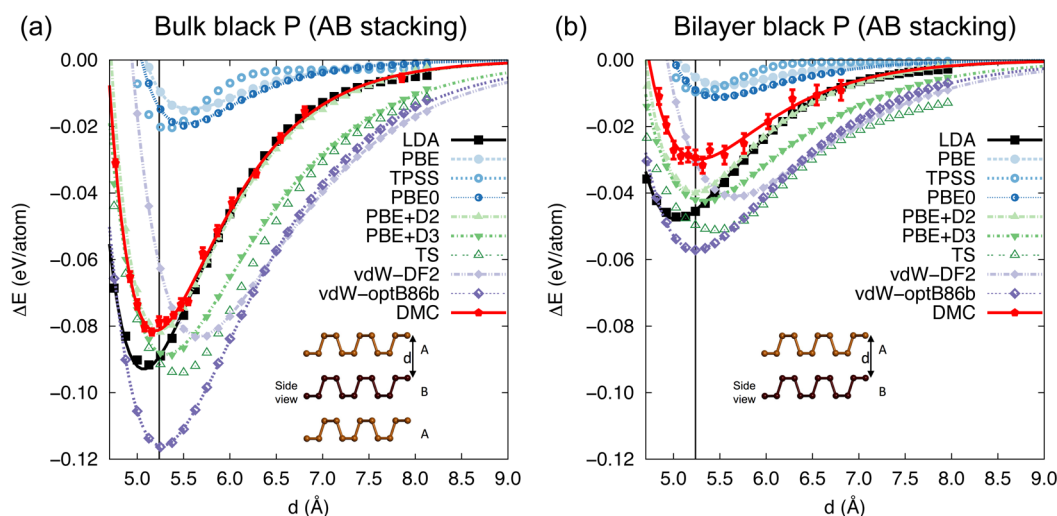 (a)
Bulk black P (AB stacking)
0.00
−0.02
−0.04
−0.06
−0.08
−0.10
−0.12
ΔE (eV/atom)
LDA
PBE
TPSS
PBE0
PBE+D2
PBE+D3
TS
vdW−DF2
vdW−optB86b
DMC
A
d
Side
view
B
A
5.0 5.5 6.0 6.5 7.0 7.5 8.0 8.5 9.0
d (Å)
(b)
Bilayer black P (AB stacking)
0.00
−0.02
−0.04
−0.06
−0.08
−0.10
−0.12
ΔE (eV/atom)
LDA
PBE
TPSS
PBE0
PBE+D2
PBE+D3
TS
vdW−DF2
vdW−optB86b
DMC
A
d
Side
view
B
5.0 5.5 6.0 6.5 7.0 7.5 8.0 8.5 9.0
d (Å)